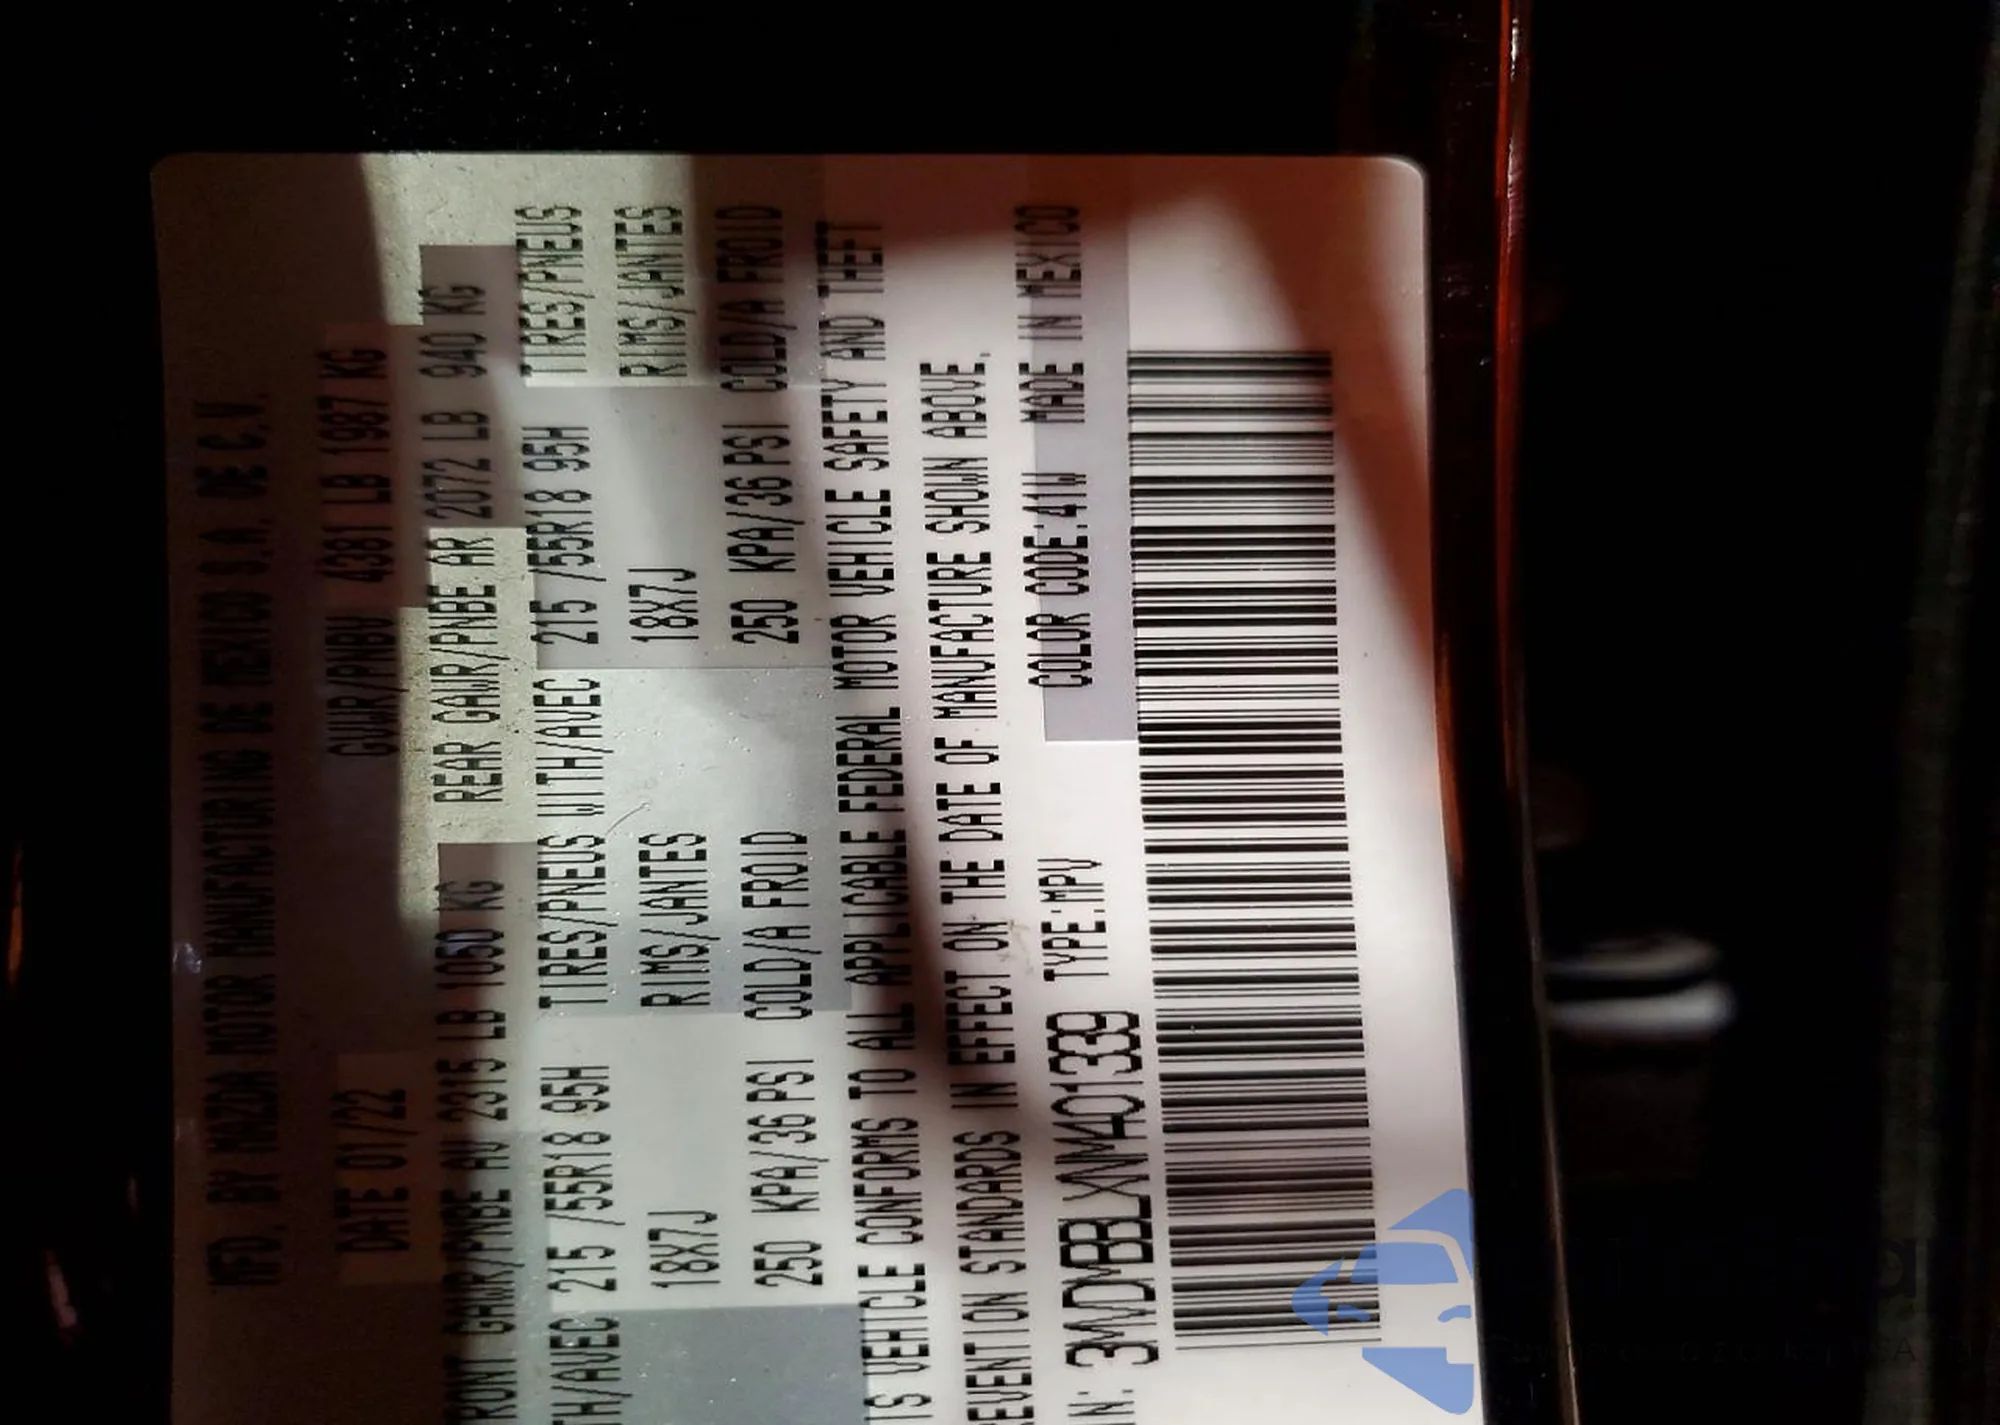 MFD. BY MAZDA MOTOR MANUFACTURING DE MEXICO S.A. DE C.V.
DATE 01/22 GVWR/PNBV 4381 LB 1987 KG
RONT GAWR/PNBE AV 2315 LB 1050 KG REAR GAWR/PNBE AR 2072 LB 940 KG
TH/AVEC 215 /55R18 95H TIRES/PNEUS WITH/AVEC 215 /55R18 95H TIRES/PNEUS
18X7J RIMS/JANTES 18X7J RIMS/JANTES
250 KPA/36 PSI COLD/A FROID 250 KPA/36 PSI COLD/A FROID
IS VEHICLE CONFORMS TO ALL APPLICABLE FEDERAL MOTOR VEHICLE SAFETY AND THEFT
REVENTION STANDARDS IN EFFECT ON THE DATE OF MANUFACTURE SHOWN ABOVE.
IN: 3MVDMBBLXNM401339 TYPE:MPV COLOR CODE:41W MADE IN MEXICO